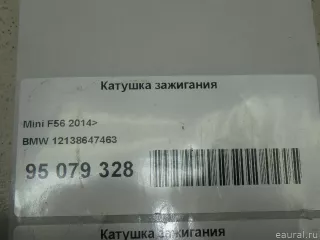 Катушка зажигания
Mini F56 2014>
BMW 12138647463
95 079 328
Катушка зажигания
eaural.ru